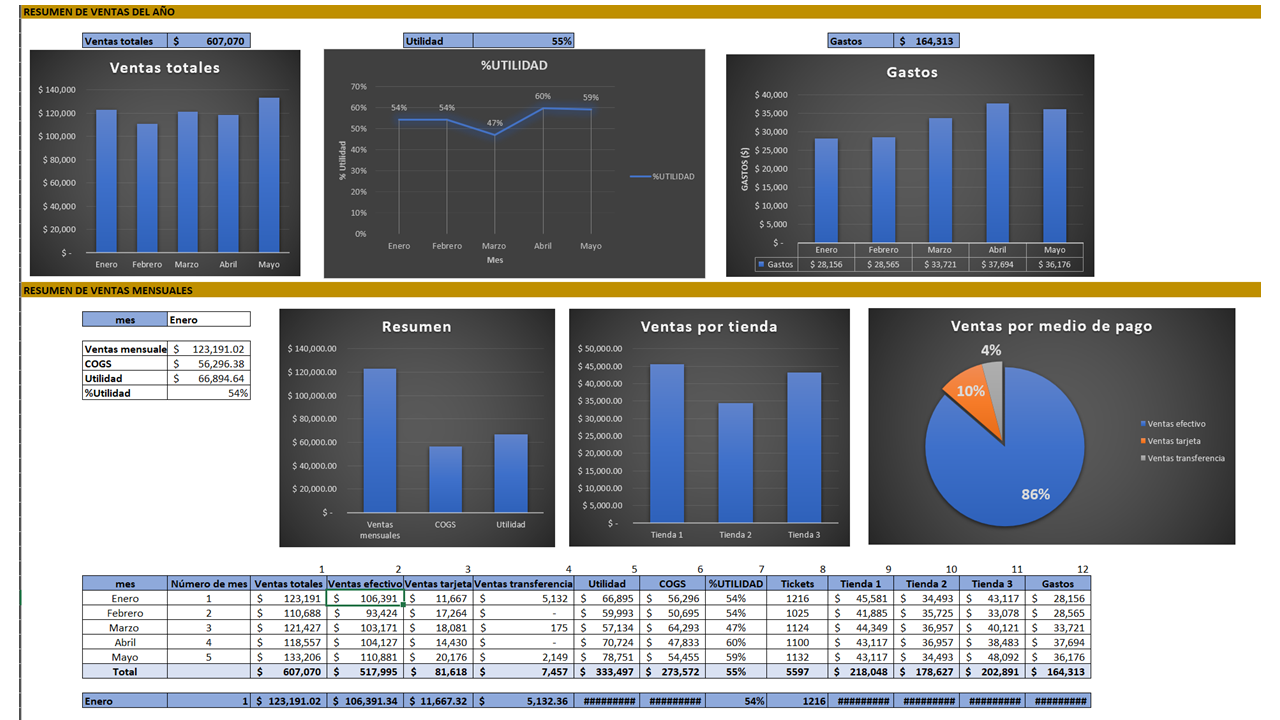 RESUMEN DE VENTAS DEL AÑO
Ventas totales $ 607,070
Utilidad 55%
Gastos $ 164,313
Ventas totales
$ 140,000
$ 120,000
$ 100,000
$ 80,000
$ 60,000
$ 40,000
$ 20,000
$ -
Enero Febrero Marzo Abril Mayo
%UTILIDAD
70%
60%
50%
40%
30%
20%
10%
0%
% Utilidad
54% 54% 47% 60% 59%
Enero Febrero Marzo Abril Mayo
Mes
%UTILIDAD
Gastos
$ 40,000
$ 35,000
$ 30,000
$ 25,000
$ 20,000
$ 15,000
$ 10,000
$ 5,000
$ -
GASTOS ($)
Enero Febrero Marzo Abril Mayo
Gastos $ 28,156 $ 28,565 $ 33,721 $ 37,694 $ 36,176
RESUMEN DE VENTAS MENSUALES
mes Enero
Ventas mensuale $ 123,191.02
COGS $ 56,296.38
Utilidad $ 66,894.64
%Utilidad 54%
Resumen
$ 140,000.00
$ 120,000.00
$ 100,000.00
$ 80,000.00
$ 60,000.00
$ 40,000.00
$ 20,000.00
$ -
Ventas mensuales COGS Utilidad
Ventas por tienda
$ 50,000.00
$ 45,000.00
$ 40,000.00
$ 35,000.00
$ 30,000.00
$ 25,000.00
$ 20,000.00
$ 15,000.00
$ 10,000.00
$ 5,000.00
$ -
Tienda 1 Tienda 2 Tienda 3
Ventas por medio de pago
4%
10%
86%
Ventas efectivo
Ventas tarjeta
Ventas transferencia
1 2 3 4 5 6 7 8 9 10 11 12
mes Número de mes Ventas totales Ventas efectivo Ventas tarjeta Ventas transferencia Utilidad COGS %UTILIDAD Tickets Tienda 1 Tienda 2 Tienda 3 Gastos
Enero 1 $ 123,191 $ 106,391 $ 11,667 $ 5,132 $ 66,895 $ 56,296 54% 1216 $ 45,581 $ 34,493 $ 43,117 $ 28,156
Febrero 2 $ 110,688 $ 93,424 $ 17,264 $ - $ 59,993 $ 50,695 54% 1025 $ 41,885 $ 35,725 $ 33,078 $ 28,565
Marzo 3 $ 121,427 $ 103,171 $ 18,081 $ 175 $ 57,134 $ 64,293 47% 1124 $ 44,349 $ 36,957 $ 40,121 $ 33,721
Abril 4 $ 118,557 $ 104,127 $ 14,430 $ - $ 70,724 $ 47,833 60% 1100 $ 43,117 $ 36,957 $ 38,483 $ 37,694
Mayo 5 $ 133,206 $ 110,881 $ 20,176 $ 2,149 $ 78,751 $ 54,455 59% 1132 $ 43,117 $ 34,493 $ 48,092 $ 36,176
Total $ 607,070 $ 517,995 $ 81,618 $ 7,457 $ 333,497 $ 273,572 55% 5597 $ 218,048 $ 178,627 $ 202,891 $ 164,313
Enero 1 $ 123,191.02 $ 106,391.34 $ 11,667.32 $ 5,132.36 ######### ######### 54% 1216 ######### ######### ######### #########